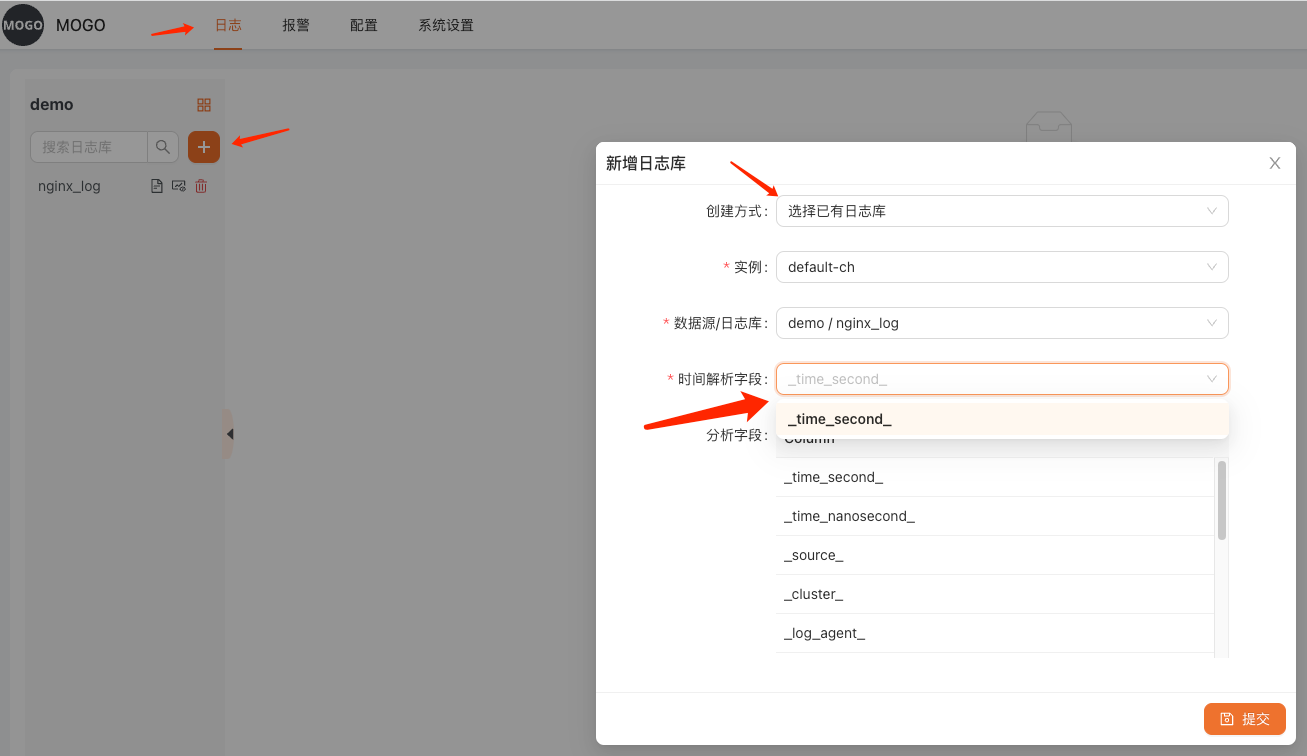 MOGO MOGO 日志 报警 配置 系统设置
demo
搜索日志库
nginx_log
新增日志库
创建方式: 选择已有日志库
* 实例: default-ch
* 数据源/日志库: demo / nginx_log
* 时间解析字段: _time_second_
_time_second_
分析字段: Column
_time_second_
_time_nanosecond_
_source_
_cluster_
_log_agent_
提交